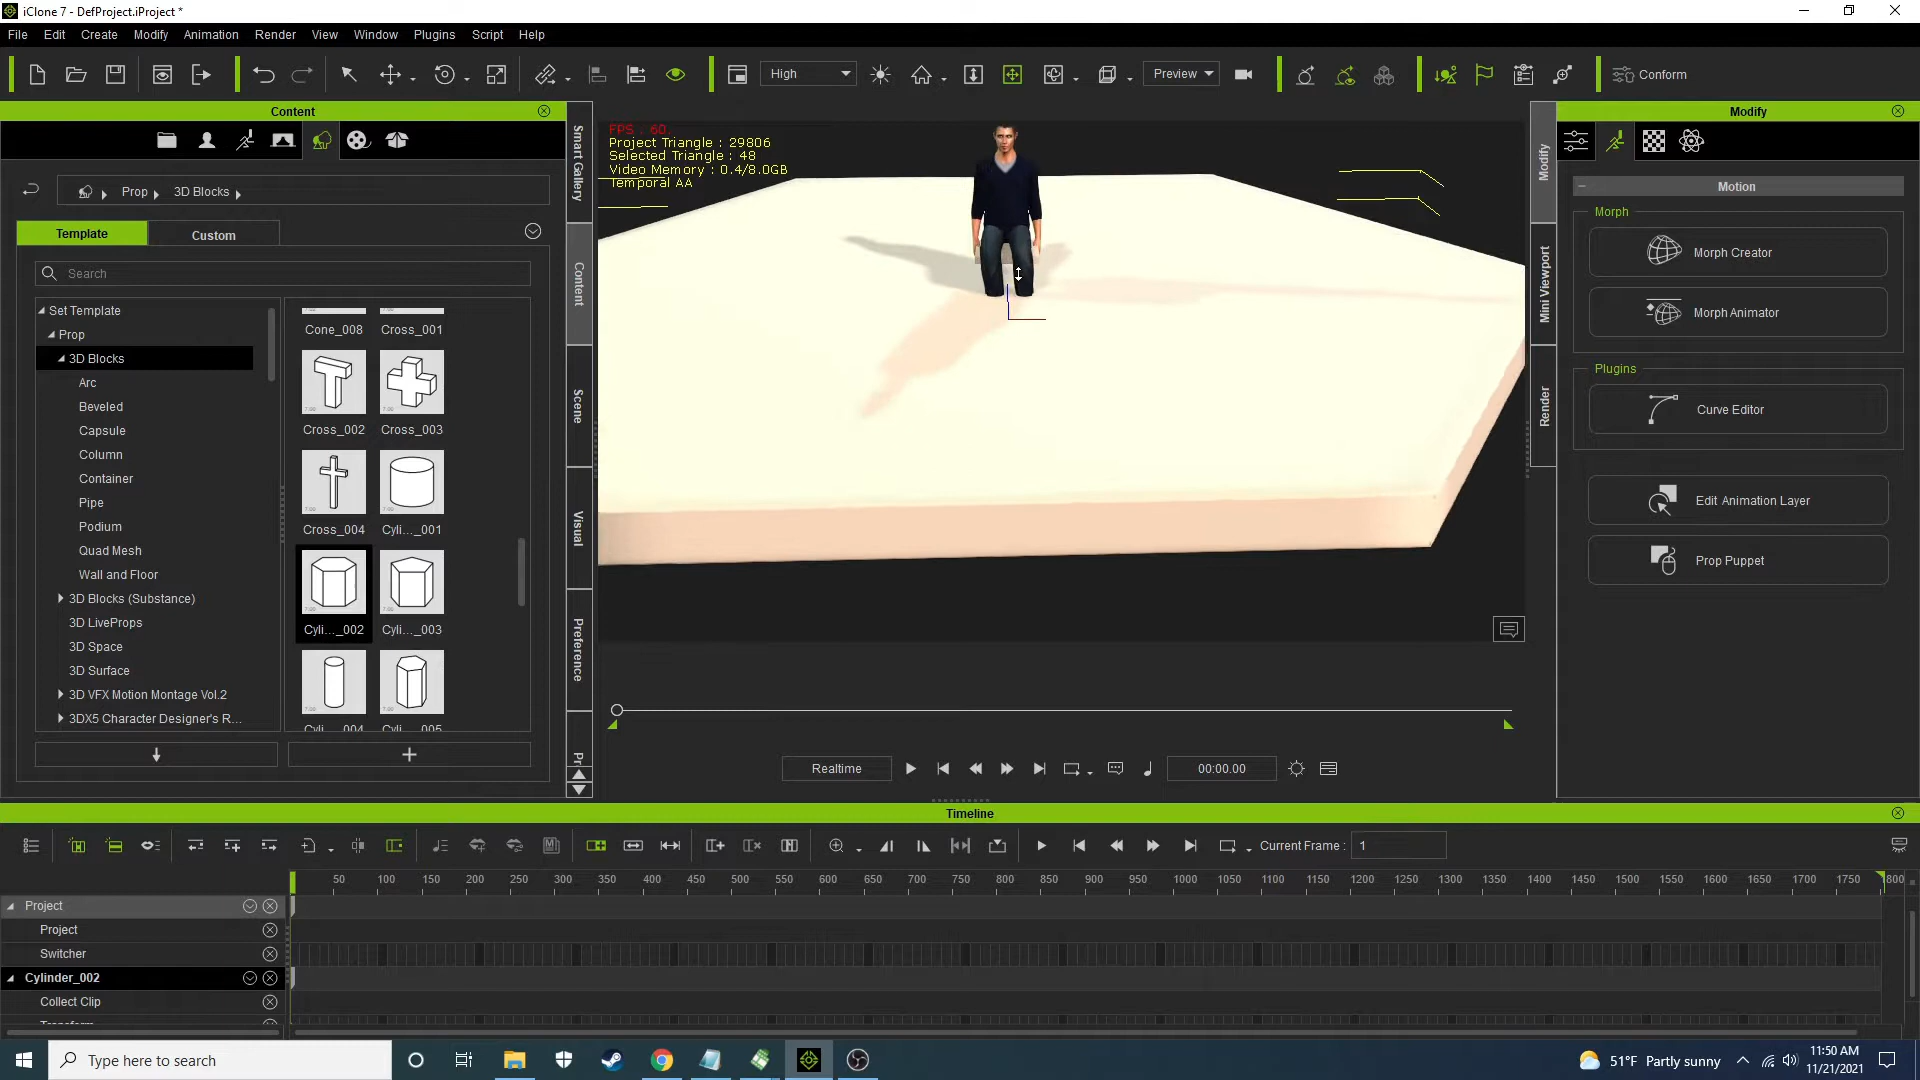 iClone 7 - DefProject.iProject *
File Edit Create Modify Animation Render View Window Plugins Script Help
High
Preview
Conform
Content
Modify
Prop
3D Blocks
Template
Custom
Search
Set Template
Prop
3D Blocks
Arc
Beveled
Capsule
Column
Container
Pipe
Podium
Quad Mesh
Wall and Floor
3D Blocks (Substance)
3D LiveProps
3D Space
3D Surface
3D VFX Motion Montage Vol.2
3DX5 Character Designer's R...
Cone_008 Cross_001
Cross_002 Cross_003
Cross_004 Cyli..._001
Cyli..._002 Cyli..._003
Cyli..._004 Cyli..._005
Smart Gallery
Content
Scene
Visual
Preference
FPS : 60.
Project Triangle : 29806
Selected Triangle : 48
Video Memory : 0.4/8.0GB
Temporal AA
Modify
Mini Viewport
Render
Motion
Morph
Morph Creator
Morph Animator
Plugins
Curve Editor
Edit Animation Layer
Prop Puppet
Realtime
00:00.00
Timeline
Current Frame : 1
50 100 150 200 250 300 350 400 450 500 550 600 650 700 750 800 850 900 950 1000 1050 1100 1150 1200 1250 1300 1350 1400 1450 1500 1550 1600 1650 1700 1750 800
Project
Project
Switcher
Cylinder_002
Collect Clip
Transform
Type here to search
51°F Partly sunny
11:50 AM
11/21/2021